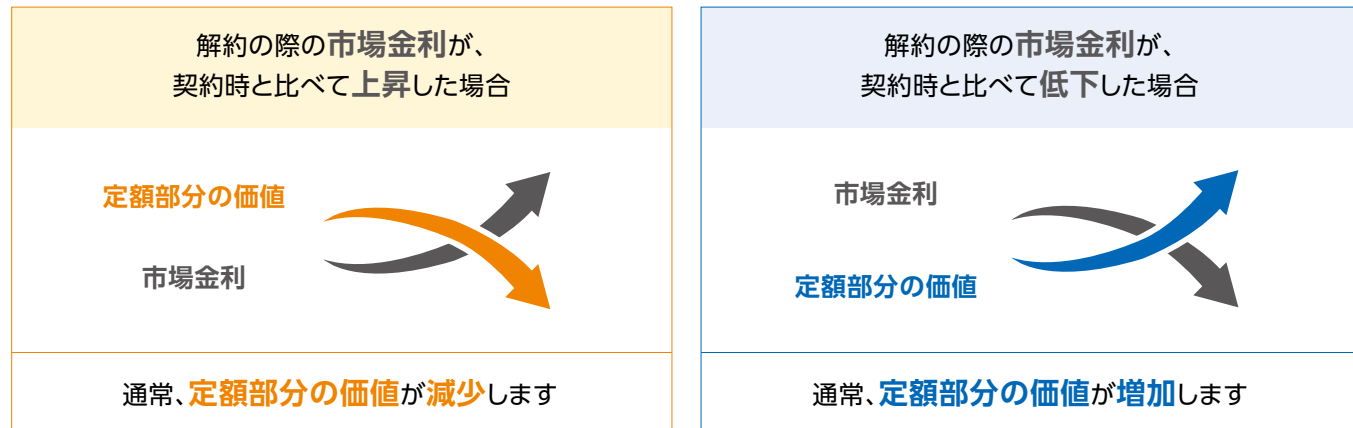 解約の際の市場金利が、
契約時と比べて上昇した場合
定額部分の価値
市場金利
通常、定額部分の価値が減少します
解約の際の市場金利が、
契約時と比べて低下した場合
市場金利
定額部分の価値
通常、定額部分の価値が増加します